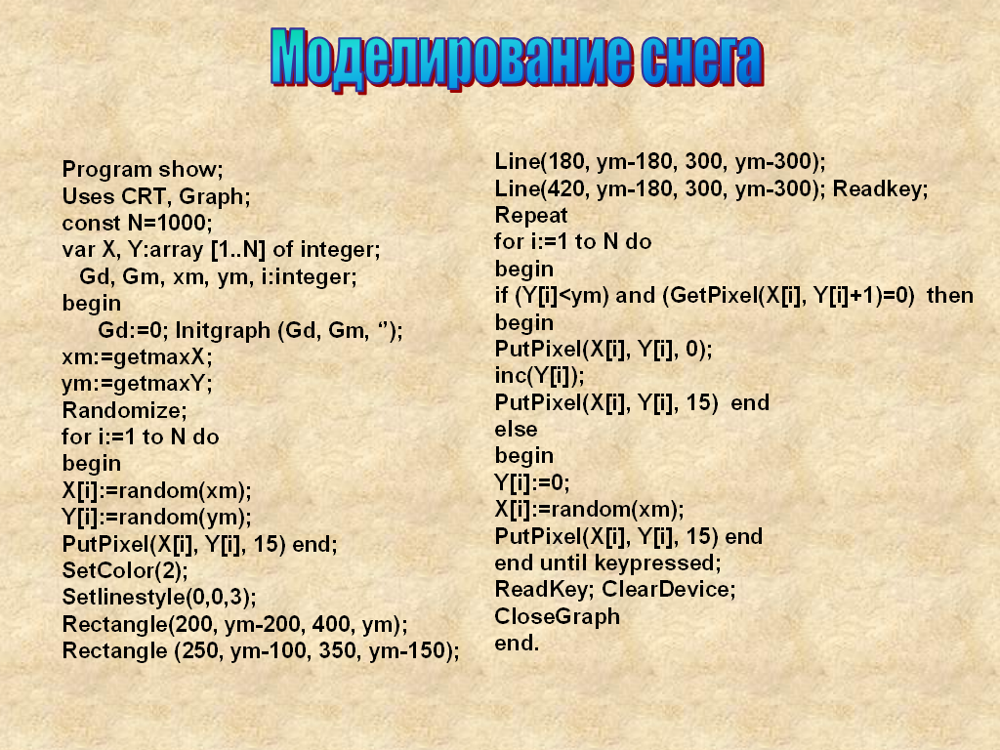 Моделирование снега
Program show;
Uses CRT, Graph;
const N=1000;
var X, Y:array [1..N] of integer;
Gd, Gm, xm, ym, i:integer;
begin
Gd:=0; Initgraph (Gd, Gm, ‘’);
xm:=getmaxX;
ym:=getmaxY;
Randomize;
for i:=1 to N do
begin
X[i]:=random(xm);
Y[i]:=random(ym);
PutPixel(X[i], Y[i], 15) end;
SetColor(2);
Setlinestyle(0,0,3);
Rectangle(200, ym-200, 400, ym);
Rectangle (250, ym-100, 350, ym-150);
Line(180, ym-180, 300, ym-300);
Line(420, ym-180, 300, ym-300); Readkey;
Repeat
for i:=1 to N do
begin
if (Y[i]<ym) and (GetPixel(X[i], Y[i]+1)=0) then
begin
PutPixel(X[i], Y[i], 0);
inc(Y[i]);
PutPixel(X[i], Y[i], 15) end
else
begin
Y[i]:=0;
X[i]:=random(xm);
PutPixel(X[i], Y[i], 15) end
end until keypressed;
ReadKey; ClearDevice;
CloseGraph
end.